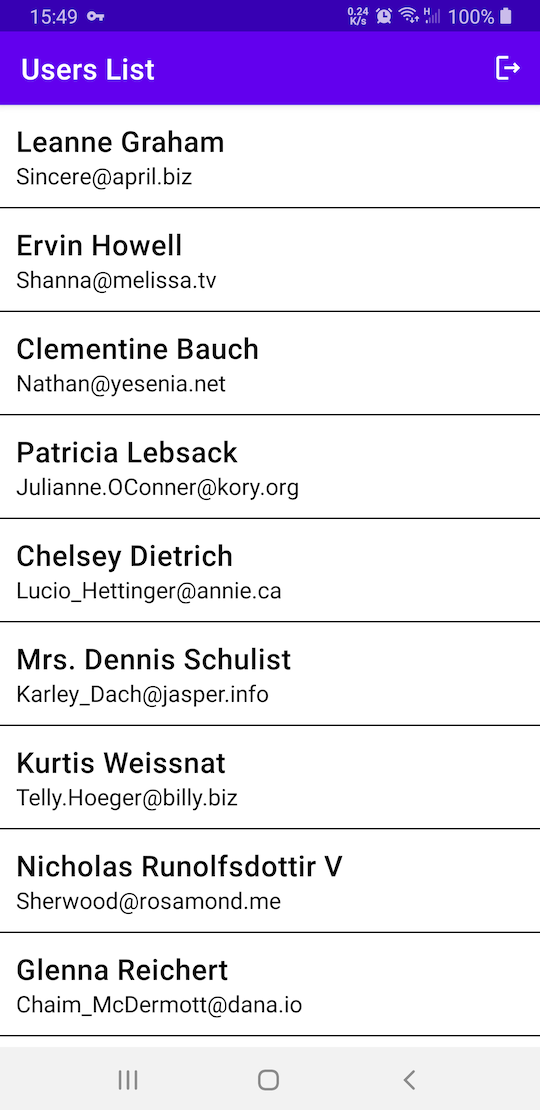 15:49
0.24
K/s
H
100%
Users List
Leanne Graham
Sincere@april.biz
Ervin Howell
Shanna@melissa.tv
Clementine Bauch
Nathan@yesenia.net
Patricia Lebsack
Julianne.OConner@kory.org
Chelsey Dietrich
Lucio_Hettinger@annie.ca
Mrs. Dennis Schulist
Karley_Dach@jasper.info
Kurtis Weissnat
Telly.Hoeger@billy.biz
Nicholas Runolfsdottir V
Sherwood@rosamond.me
Glenna Reichert
Chaim_McDermott@dana.io